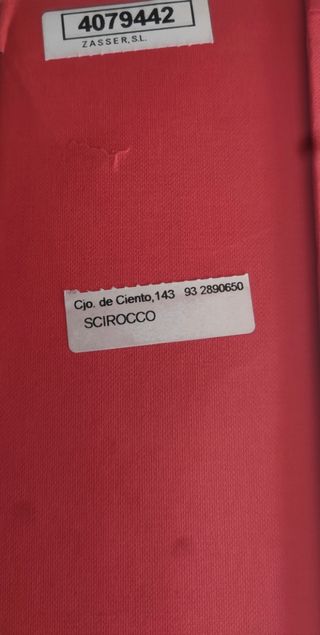 4079442
ZASSER, S.L.
Cjo. de Ciento,143 93 2890650
SCIROCCO